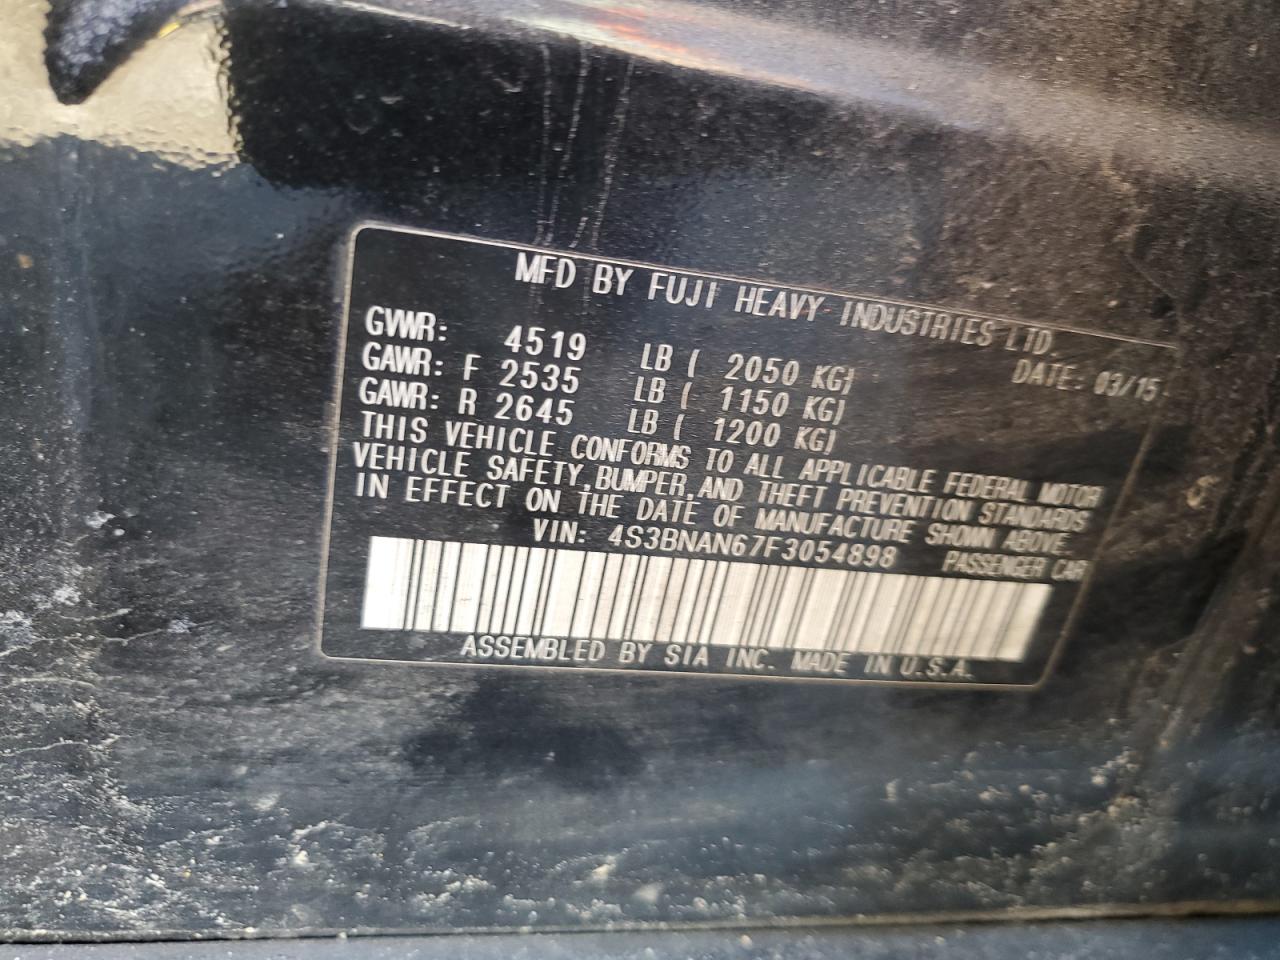 MFD BY FUJI HEAVY INDUSTRIES LTD.
DATE: 03/15
GVWR: 4519 LB ( 2050 KG)
GAWR: F 2535 LB ( 1150 KG)
GAWR: R 2645 LB ( 1200 KG)
THIS VEHICLE CONFORMS TO ALL APPLICABLE FEDERAL MOTOR
VEHICLE SAFETY, BUMPER, AND THEFT PREVENTION STANDARDS
IN EFFECT ON THE DATE OF MANUFACTURE SHOWN ABOVE.
VIN: 4S3BNAN67F3054898 PASSENGER CAR
ASSEMBLED BY SIA INC. MADE IN U.S.A.